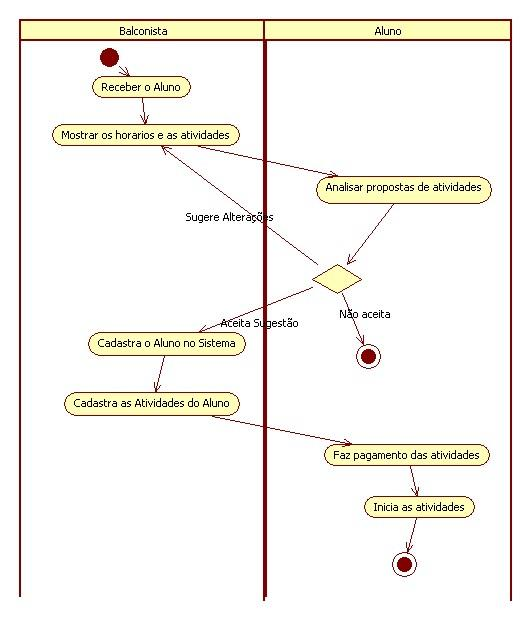 Balconista
Aluno
Receber o Aluno
Mostrar os horarios e as atividades
Analisar propostas de atividades
Sugere Alterações
Não aceita
Aceita Sugestão
Cadastra o Aluno no Sistema
Cadastra as Atividades do Aluno
Faz pagamento das atividades
Inicia as atividades